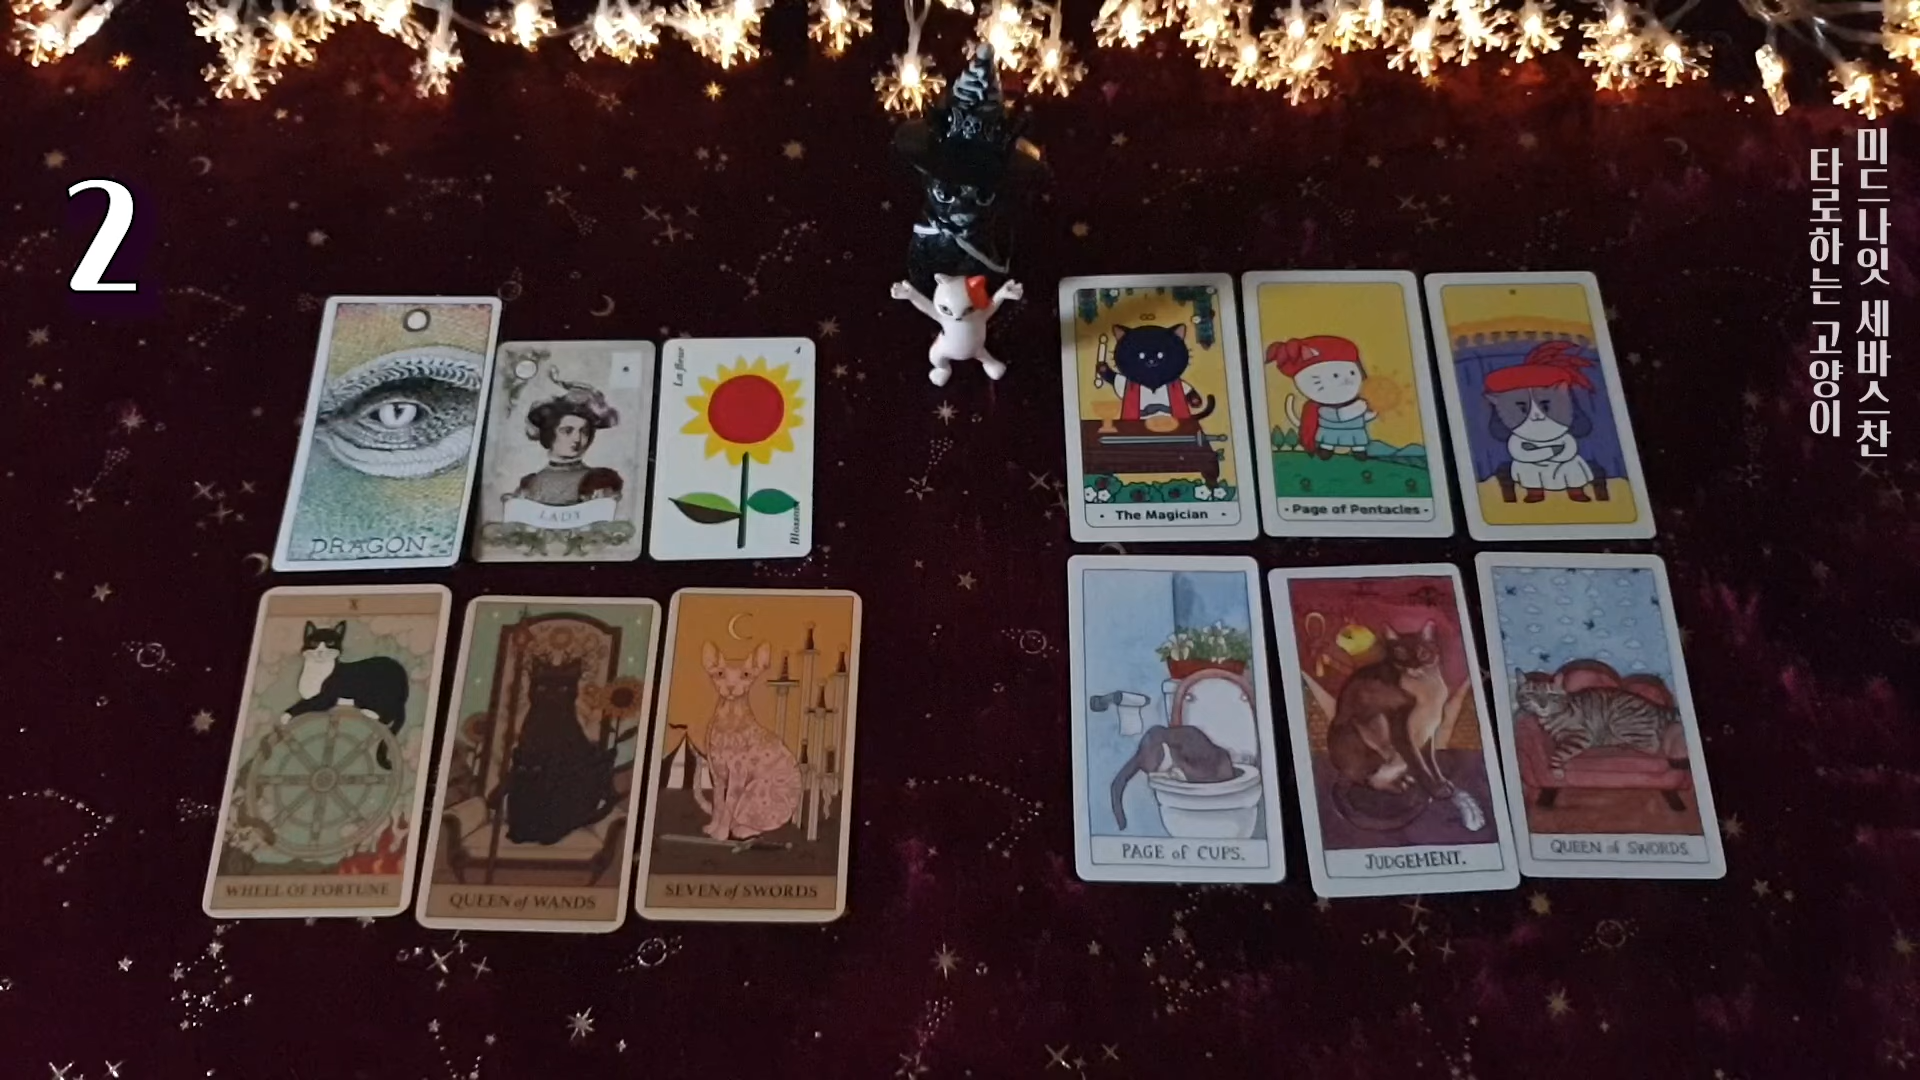 2
미드나잇 세바스찬
타로하는 고양이
DRAGON
LADY
La fleur
4
Blossom
The Magician
Page of Pentacles
X
WHEEL OF FORTUNE
QUEEN of WANDS
SEVEN of SWORDS
PAGE of CUPS.
JUDGEMENT.
QUEEN of SWORDS.